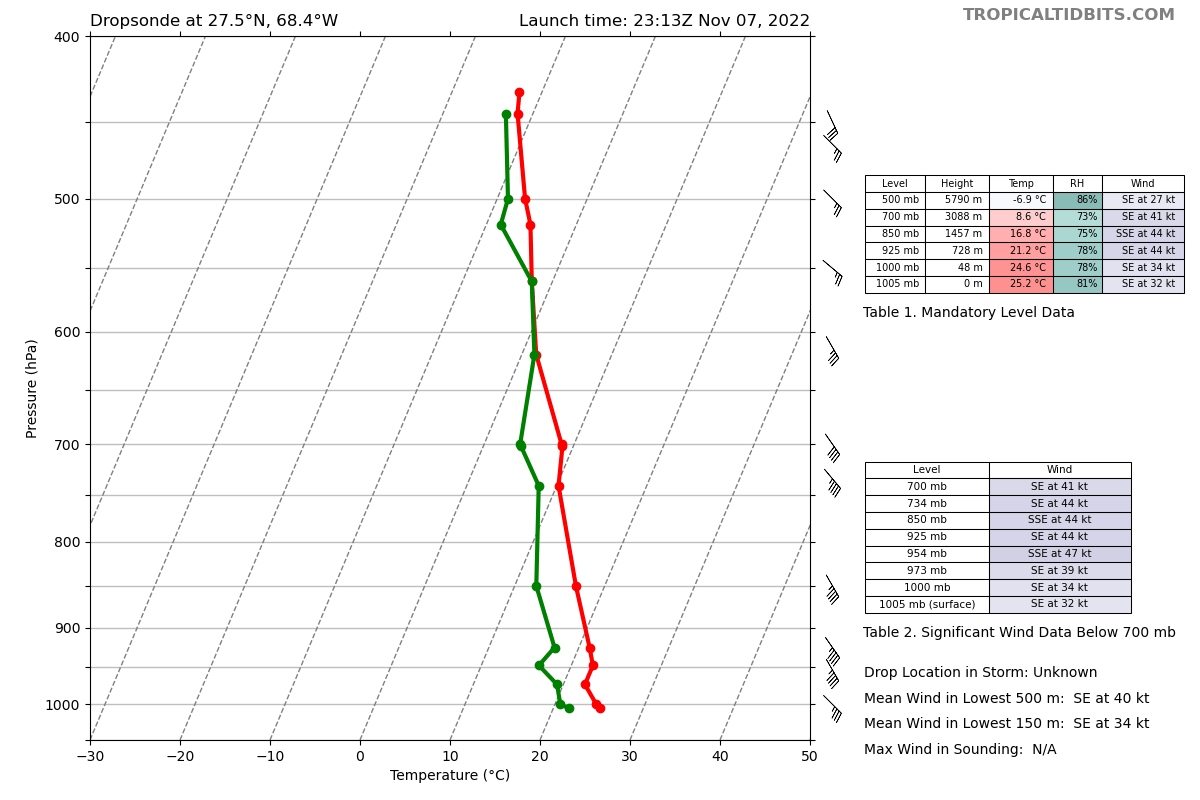 Dropsonde at 27.5°N, 68.4°W
Launch time: 23:13Z Nov 07, 2022
TROPICALTIDBITS.COM
Pressure (hPa)
400
500
600
700
800
900
1000
−30 −20 −10 0 10 20 30 40 50
Temperature (°C)
Level Height Temp RH Wind
500 mb 5790 m -6.9 °C 86% SE at 27 kt
700 mb 3088 m 8.6 °C 73% SE at 41 kt
850 mb 1457 m 16.8 °C 75% SSE at 44 kt
925 mb 728 m 21.2 °C 78% SE at 44 kt
1000 mb 48 m 24.6 °C 78% SE at 34 kt
1005 mb 0 m 25.2 °C 81% SE at 32 kt
Table 1. Mandatory Level Data
Level Wind
700 mb SE at 41 kt
734 mb SE at 44 kt
850 mb SSE at 44 kt
925 mb SE at 44 kt
954 mb SSE at 47 kt
973 mb SE at 39 kt
1000 mb SE at 34 kt
1005 mb (surface) SE at 32 kt
Table 2. Significant Wind Data Below 700 mb
Drop Location in Storm: Unknown
Mean Wind in Lowest 500 m: SE at 40 kt
Mean Wind in Lowest 150 m: SE at 34 kt
Max Wind in Sounding: N/A